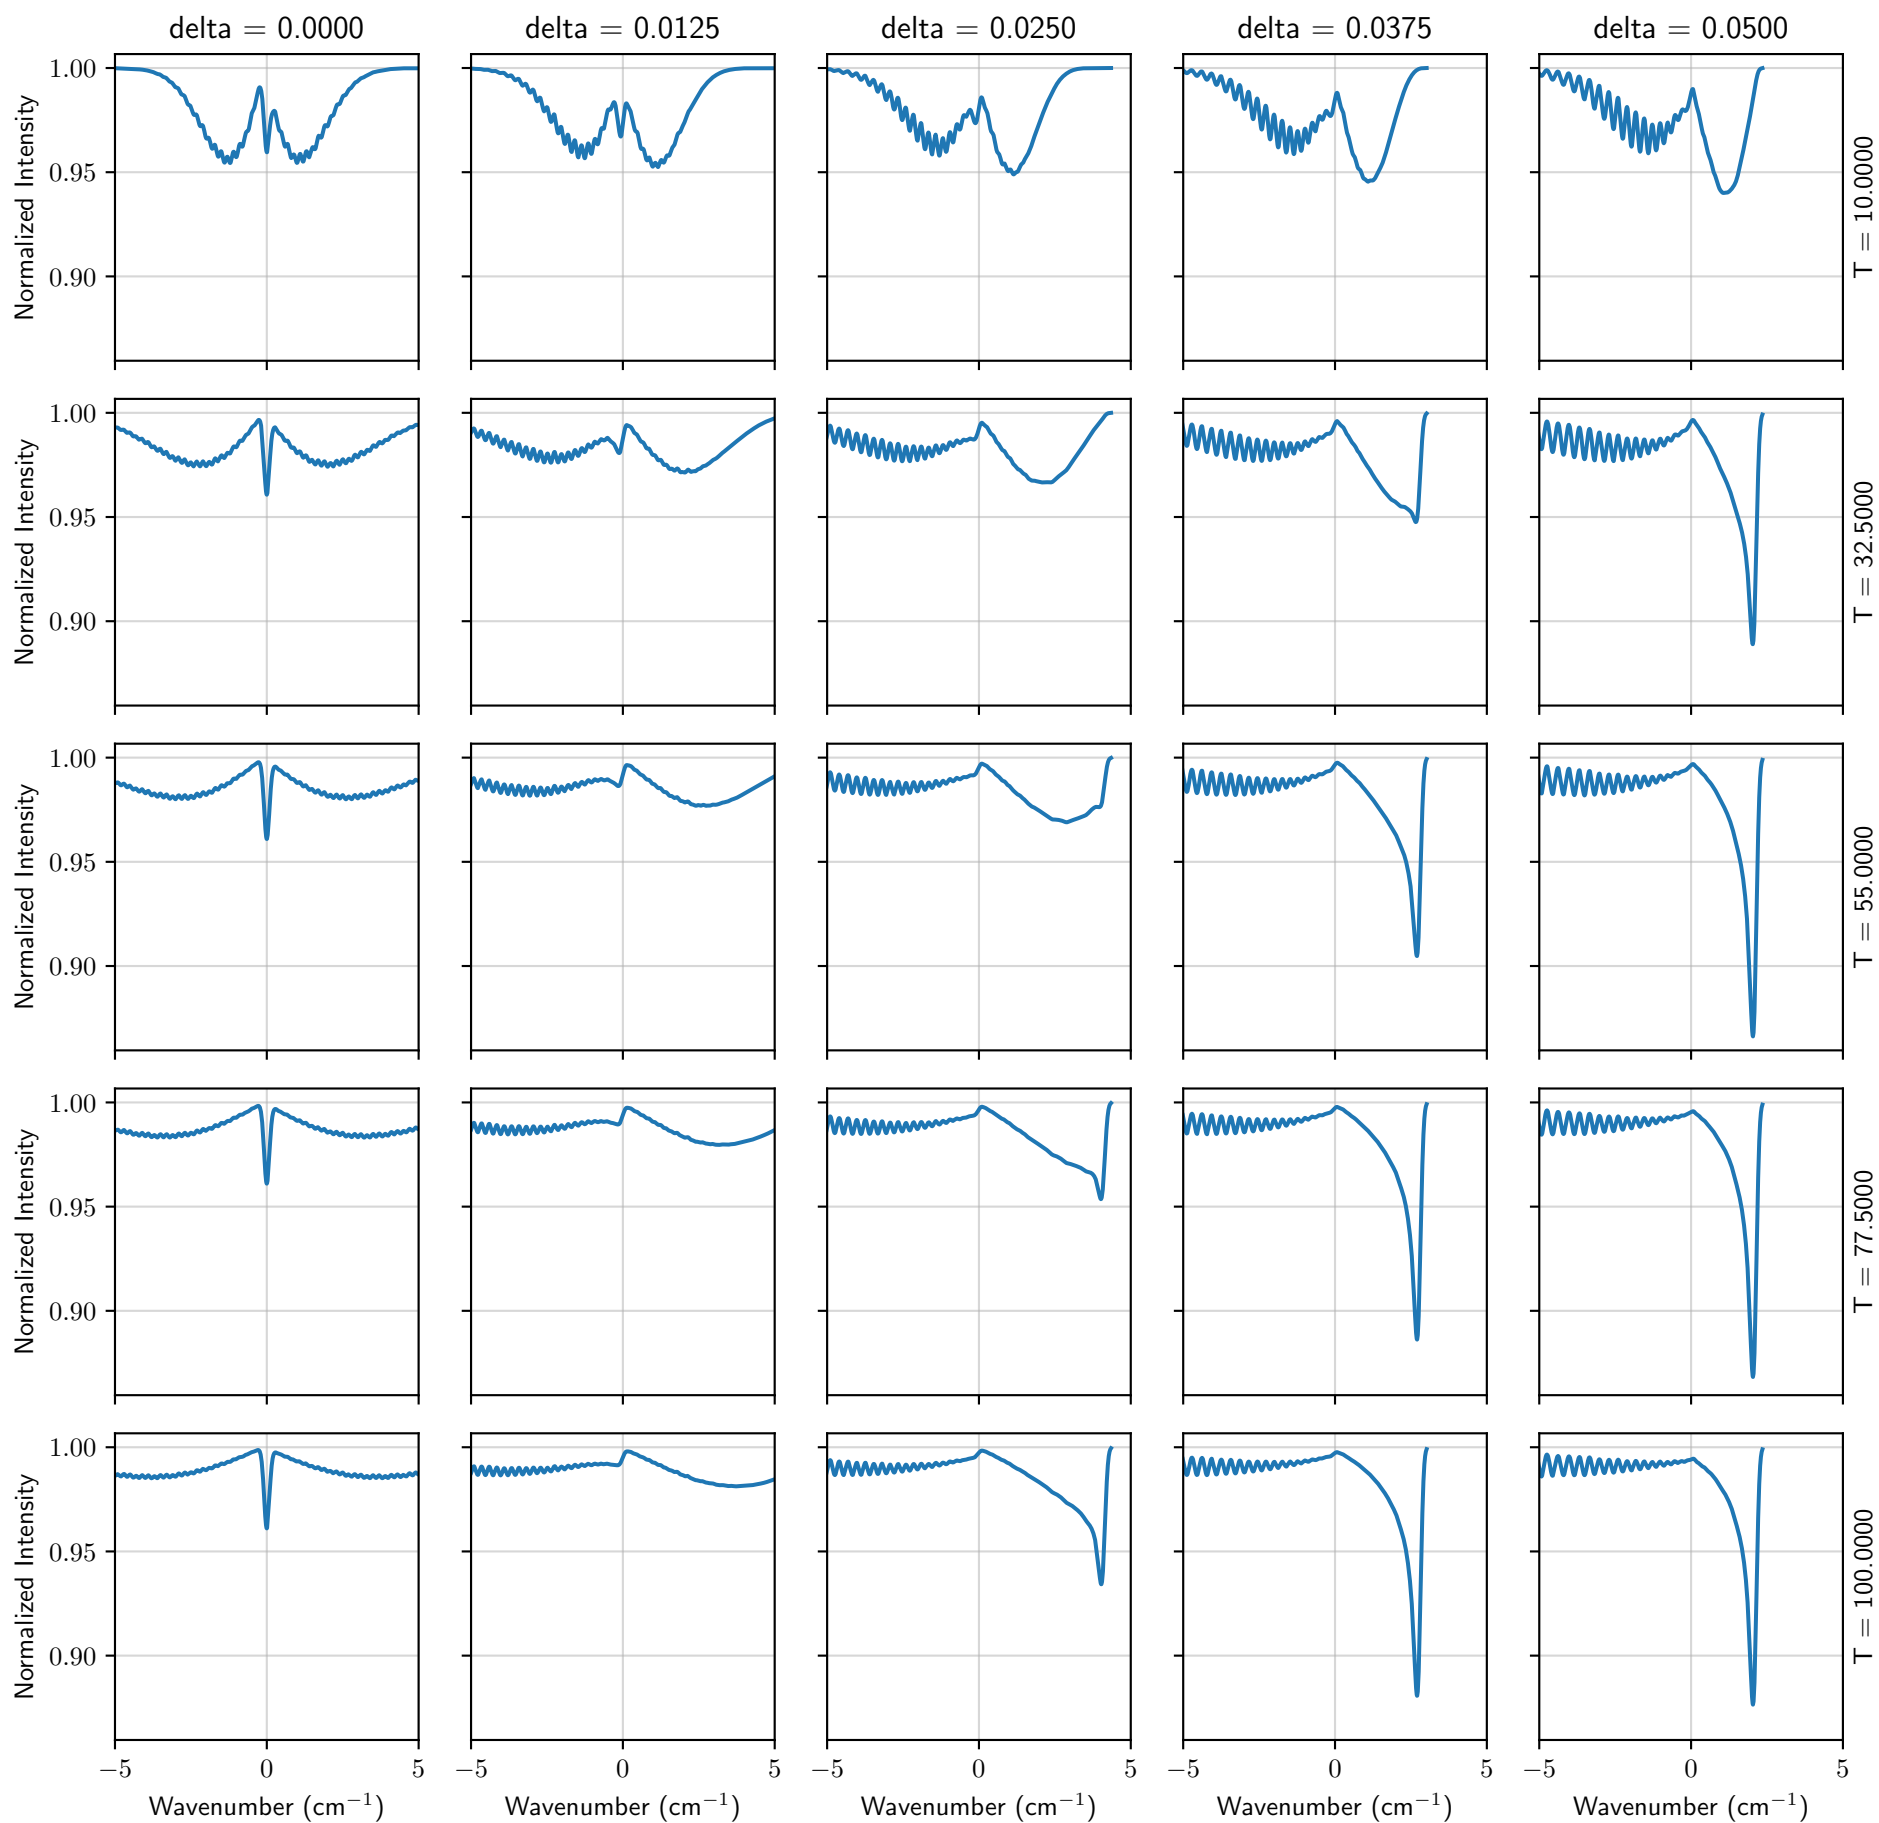 delta = 0.0000 delta = 0.0125 delta = 0.0250 delta = 0.0375 delta = 0.0500
1.00
0.95
0.90
Normalized Intensity
T = 10.0000
1.00
0.95
0.90
Normalized Intensity
T = 32.5000
1.00
0.95
0.90
Normalized Intensity
T = 55.0000
1.00
0.95
0.90
Normalized Intensity
T = 77.5000
1.00
0.95
0.90
Normalized Intensity
T = 100.0000
−5 0 5 −5 0 5 −5 0 5 −5 0 5 −5 0 5
Wavenumber (cm⁻¹) Wavenumber (cm⁻¹) Wavenumber (cm⁻¹) Wavenumber (cm⁻¹) Wavenumber (cm⁻¹)